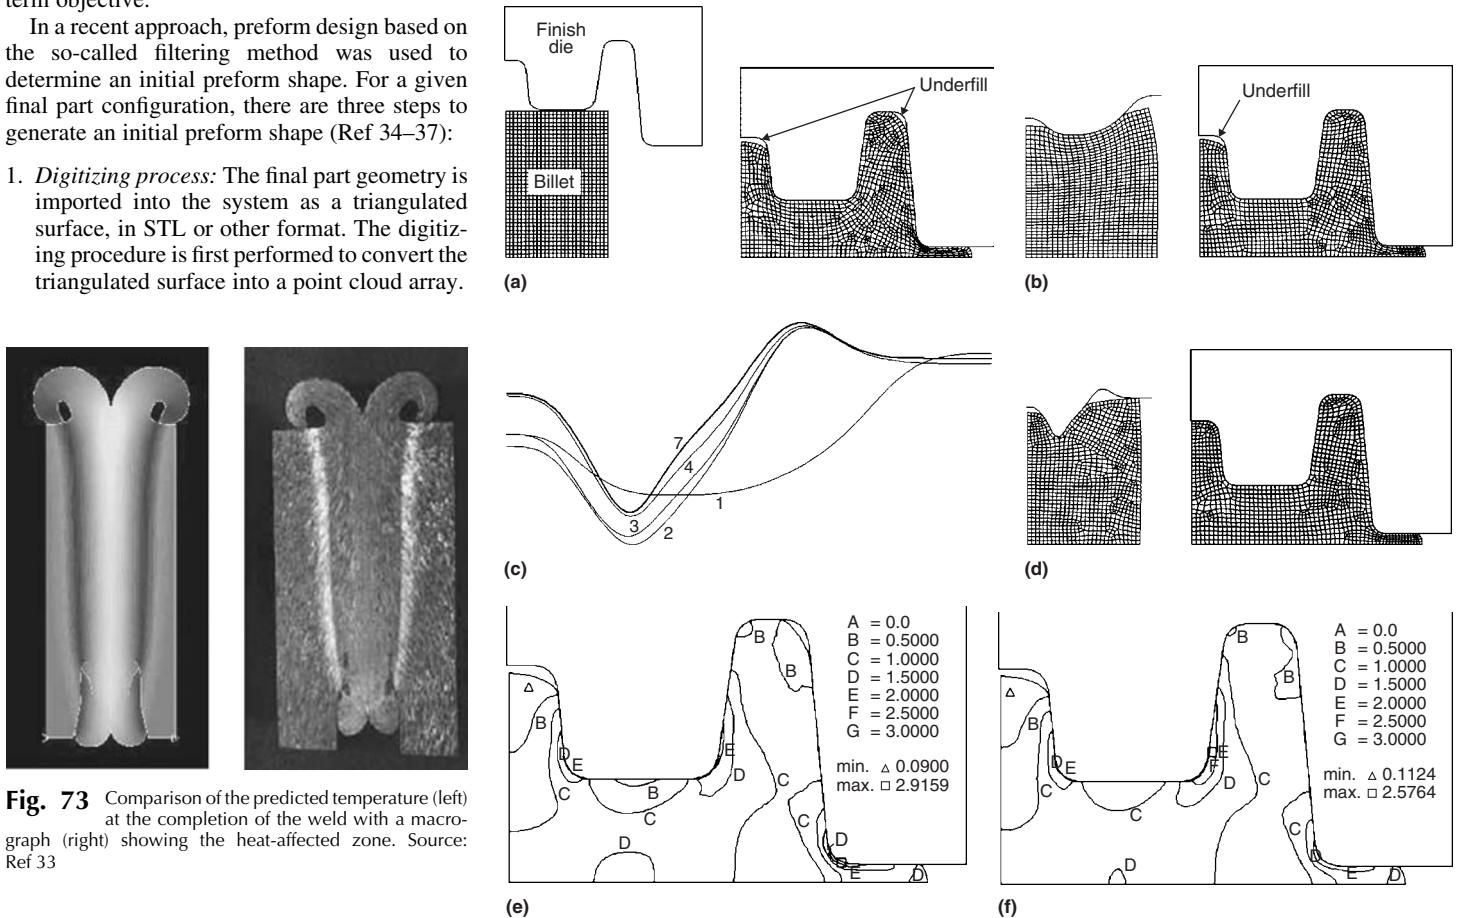 term objective.
In a recent approach, preform design based on
the so-called filtering method was used to
determine an initial preform shape. For a given
final part configuration, there are three steps to
generate an initial preform shape (Ref 34–37):
1. Digitizing process: The final part geometry is
imported into the system as a triangulated
surface, in STL or other format. The digitiz-
ing procedure is first performed to convert the
triangulated surface into a point cloud array.
Fig. 73 Comparison of the predicted temperature (left)
at the completion of the weld with a macro-
graph (right) showing the heat-affected zone. Source:
Ref 33
Finish
die
Billet
Underfill
(a)
Underfill
(b)
7
4
3
2
1
(c)
(d)
A = 0.0
B = 0.5000
C = 1.0000
D = 1.5000
E = 2.0000
F = 2.5000
G = 3.0000
min. △ 0.0900
max. □ 2.9159
B
B
B
D
E
C
B
C
D
E
D
C
C
D
E
D
(e)
A = 0.0
B = 0.5000
C = 1.0000
D = 1.5000
E = 2.0000
F = 2.5000
G = 3.0000
min. △ 0.1124
max. □ 2.5764
B
B
B
D
E
C
C
D
E
F
D
C
C
D
E
D
(f)